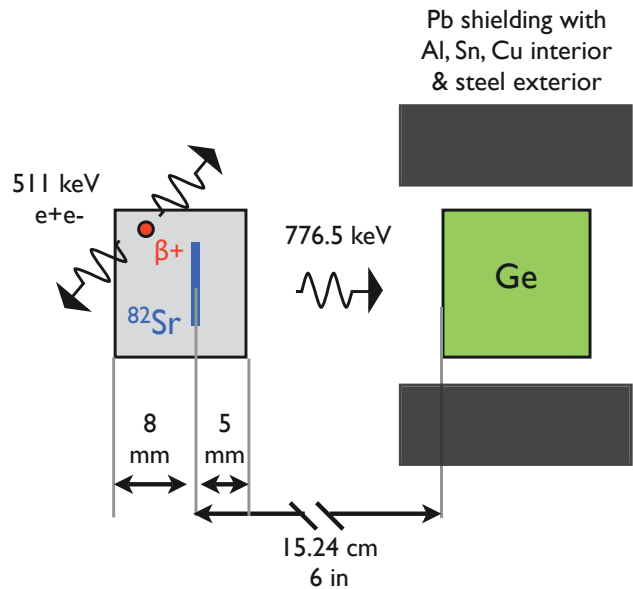 Pb shielding with
Al, Sn, Cu interior
& steel exterior
511 keV
e+e-
β+
82Sr
776.5 keV
Ge
8
mm
5
mm
15.24 cm
6 in